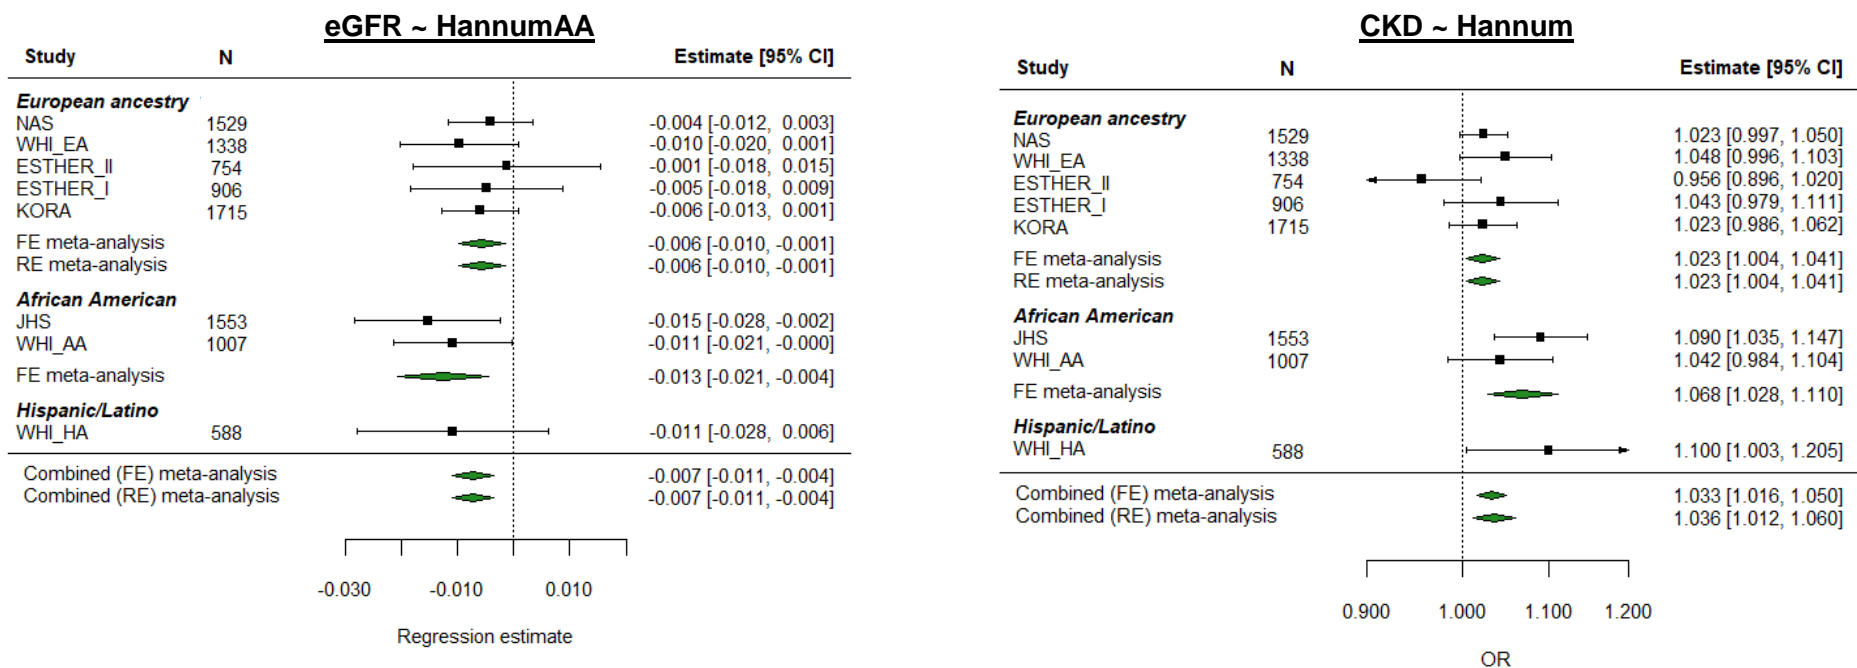 eGFR ~ HannumAA
Study N Estimate [95% CI]
European ancestry
NAS 1529 -0.004 [-0.012, 0.003]
WHI_EA 1338 -0.010 [-0.020, 0.001]
ESTHER_II 754 -0.001 [-0.018, 0.015]
ESTHER_I 906 -0.005 [-0.018, 0.009]
KORA 1715 -0.006 [-0.013, 0.001]
FE meta-analysis -0.006 [-0.010, -0.001]
RE meta-analysis -0.006 [-0.010, -0.001]
African American
JHS 1553 -0.015 [-0.028, -0.002]
WHI_AA 1007 -0.011 [-0.021, -0.000]
FE meta-analysis -0.013 [-0.021, -0.004]
Hispanic/Latino
WHI_HA 588 -0.011 [-0.028, 0.006]
Combined (FE) meta-analysis -0.007 [-0.011, -0.004]
Combined (RE) meta-analysis -0.007 [-0.011, -0.004]
-0.030 -0.010 0.010
Regression estimate
CKD ~ Hannum
Study N Estimate [95% CI]
European ancestry
NAS 1529 1.023 [0.997, 1.050]
WHI_EA 1338 1.048 [0.996, 1.103]
ESTHER_II 754 0.956 [0.896, 1.020]
ESTHER_I 906 1.043 [0.979, 1.111]
KORA 1715 1.023 [0.986, 1.062]
FE meta-analysis 1.023 [1.004, 1.041]
RE meta-analysis 1.023 [1.004, 1.041]
African American
JHS 1553 1.090 [1.035, 1.147]
WHI_AA 1007 1.042 [0.984, 1.104]
FE meta-analysis 1.068 [1.028, 1.110]
Hispanic/Latino
WHI_HA 588 1.100 [1.003, 1.205]
Combined (FE) meta-analysis 1.033 [1.016, 1.050]
Combined (RE) meta-analysis 1.036 [1.012, 1.060]
0.900 1.000 1.100 1.200
OR